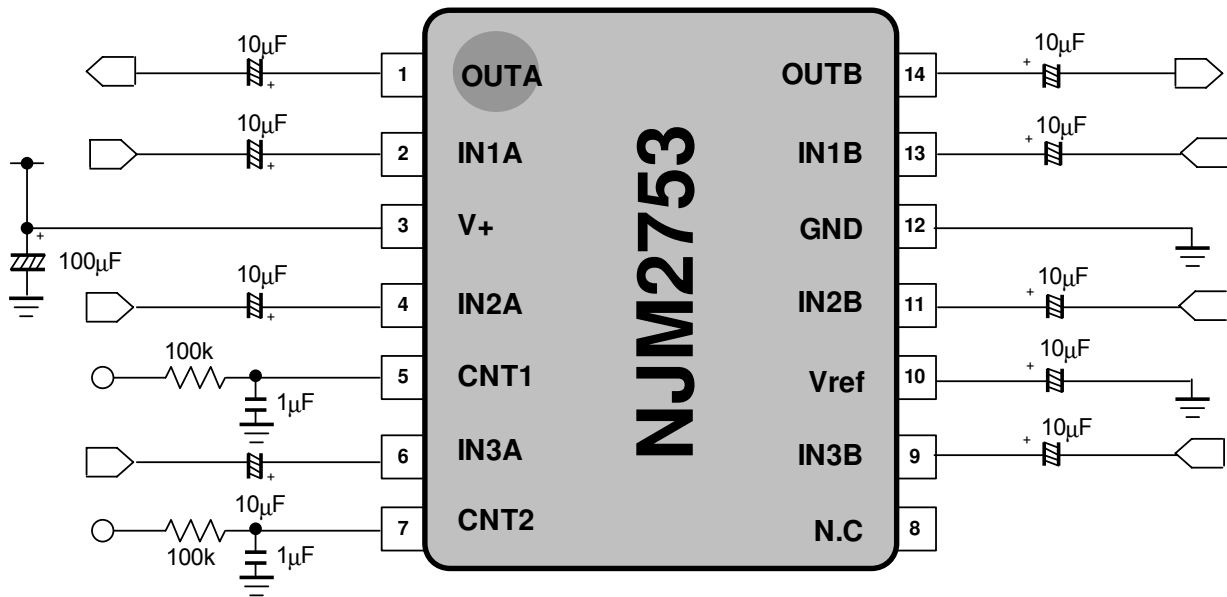 10μF 10μF
1 OUTA OUTB 14
+ +
10μF 10μF
2 IN1A IN1B 13
+ +
NJM2753
3 V+ GND 12
+
100μF
10μF 10μF
4 IN2A IN2B 11
+ +
100k 10μF
5 CNT1 Vref 10
+
1μF
10μF
6 IN3A IN3B 9
+ +
10μF
7 CNT2 N.C 8
100k 1μF